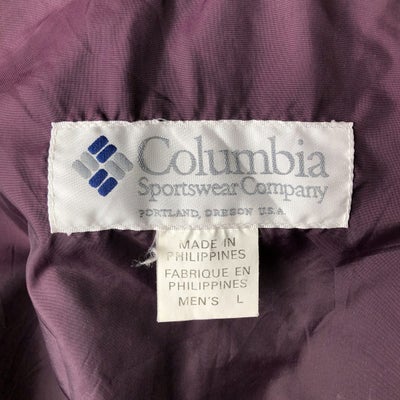 Columbia
Sportswear Company
PORTLAND, OREGON U.S.A.
MADE IN
PHILIPPINES
FABRIQUE EN
PHILIPPINES
MEN'S L